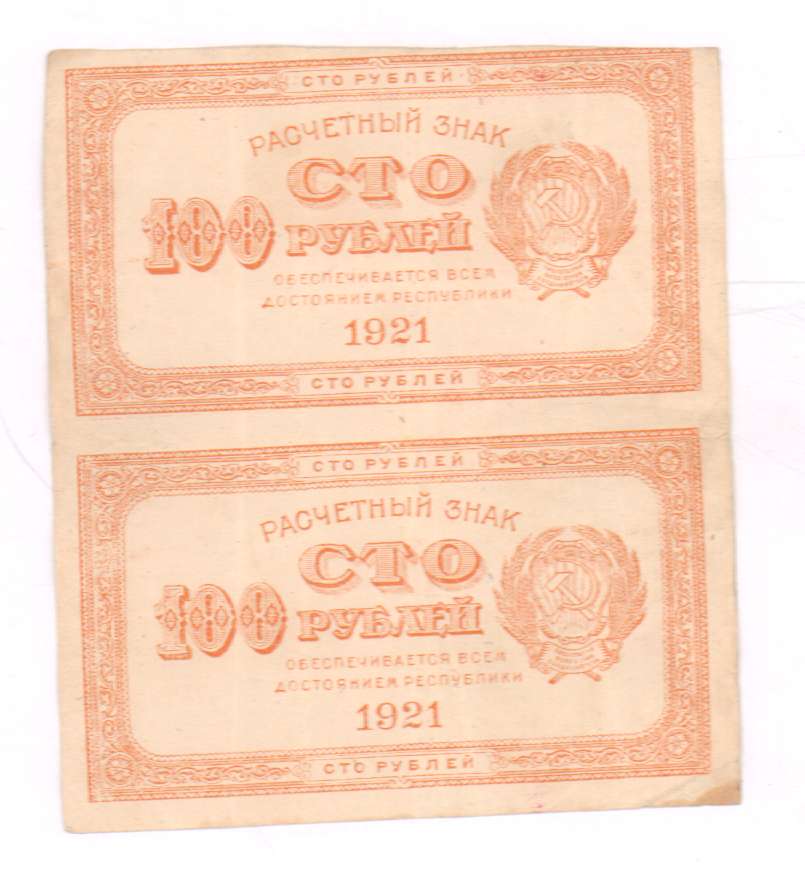 СТО РУБЛЕЙ
РАСЧЕТНЫЙ ЗНАК
СТО
100 РУБЛЕЙ
ОБЕСПЕЧИВАЕТСЯ ВСЕМ
ДОСТОЯНИЕМ РЕСПУБЛИКИ
1921
СТО РУБЛЕЙ
СТО РУБЛЕЙ
РАСЧЕТНЫЙ ЗНАК
СТО
100 РУБЛЕЙ
ОБЕСПЕЧИВАЕТСЯ ВСЕМ
ДОСТОЯНИЕМ РЕСПУБЛИКИ
1921
СТО РУБЛЕЙ